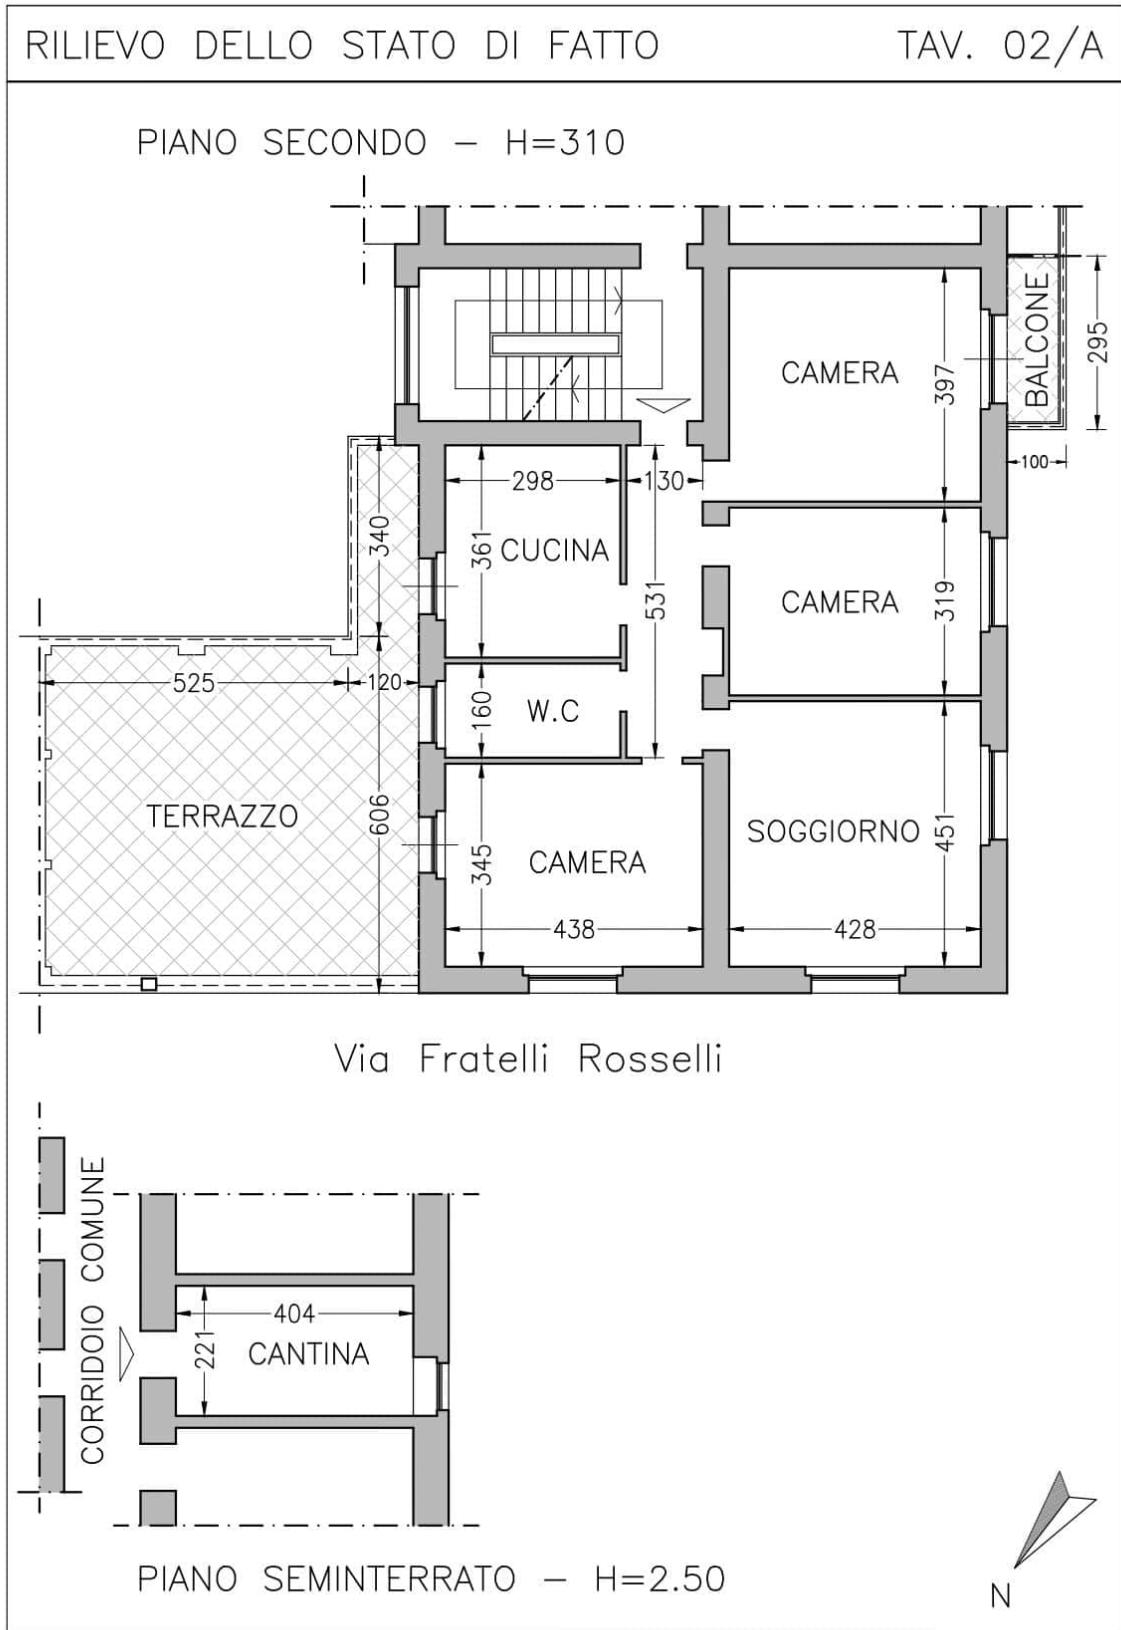 RILIEVO DELLO STATO DI FATTO TAV. 02/A
PIANO SECONDO - H=310
CAMERA
397
BALCONE
295
100
298
130
340
361
CUCINA
531
CAMERA
319
525
120
160
W.C
TERRAZZO
606
345
CAMERA
SOGGIORNO
451
438
428
Via Fratelli Rosselli
CORRIDOIO COMUNE
404
221
CANTINA
PIANO SEMINTERRATO - H=2.50
N